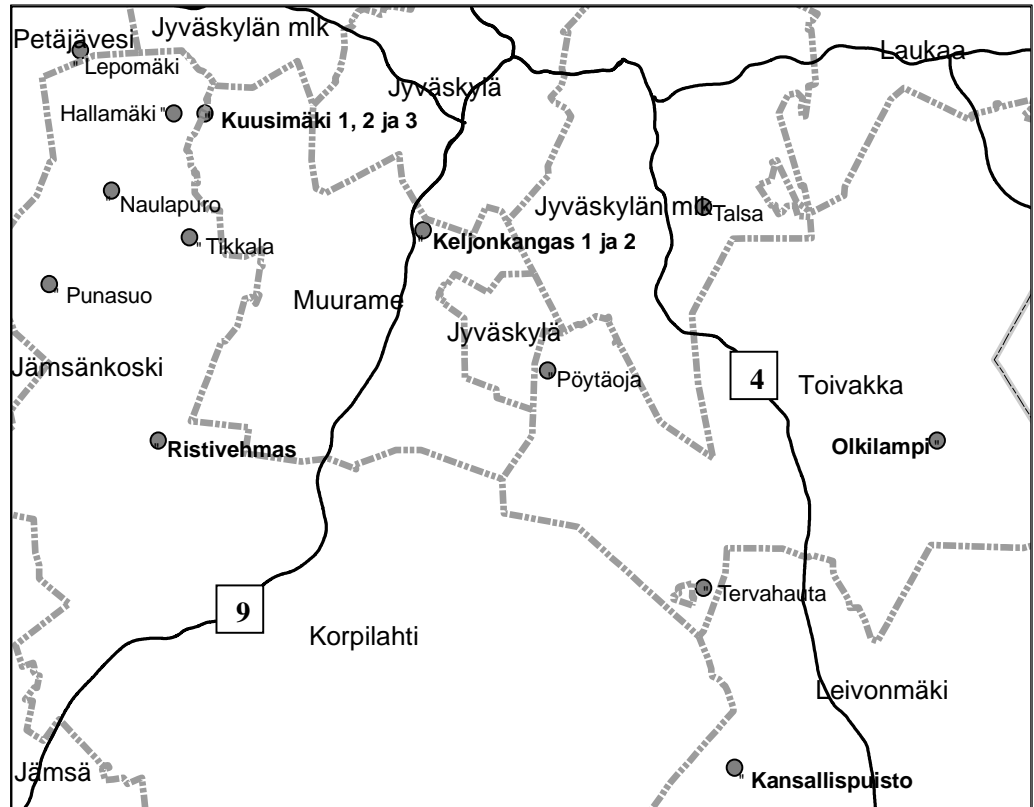 Jyväskylän mlk
Petäjävesi
Laukaa
Lepomäki
Jyväskylä
Hallamäki
Kuusimäki 1, 2 ja 3
Naulapuro
Jyväskylän mlk
Talsa
Tikkala
Keljonkangas 1 ja 2
Punasuo
Muurame
Jyväskylä
Jämsänkoski
Pöytäoja
4
Toivakka
Ristivehmas
Olkilampi
Tervahauta
9
Korpilahti
Leivonmäki
Jämsä
Kansallispuisto